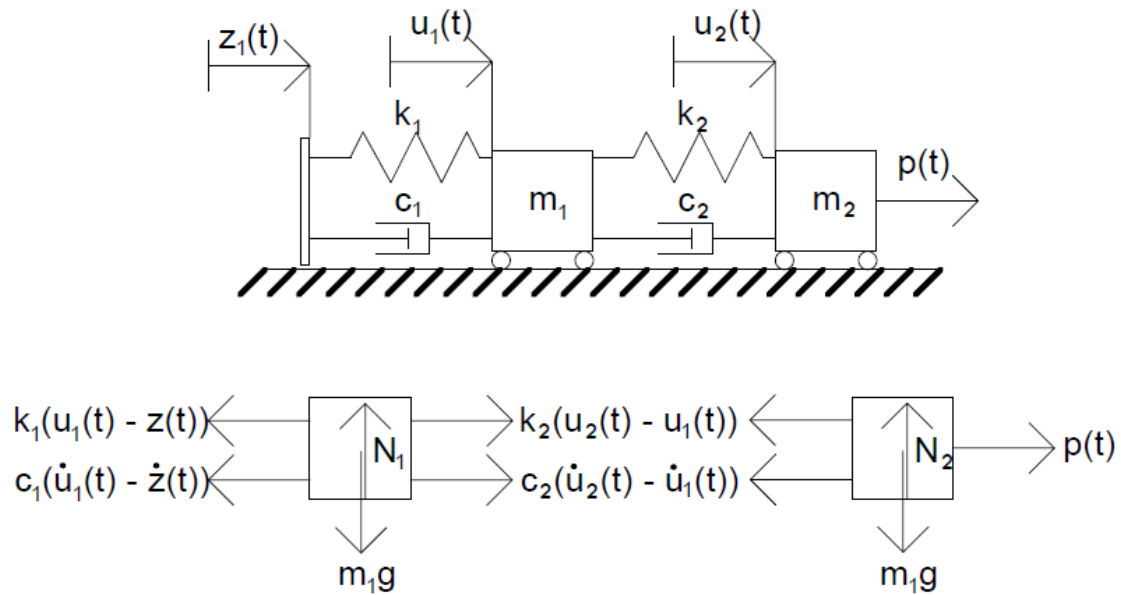 z₁(t) u₁(t) u₂(t)
k₁ k₂
p(t)
c₁ m₁ c₂ m₂
k₁(u₁(t) - z(t)) N₁ k₂(u₂(t) - u₁(t)) N₂ p(t)
c₁(u̇₁(t) - ż(t)) c₂(u̇₂(t) - u̇₁(t))
m₁g m₁g